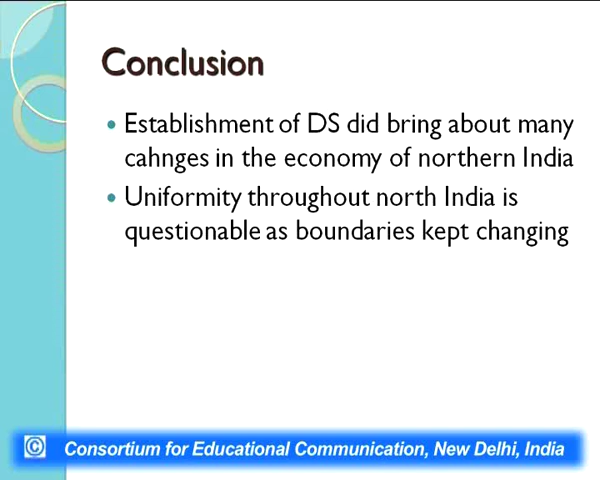 Conclusion
• Establishment of DS did bring about many
cahnges in the economy of northern India
• Uniformity throughout north India is
questionable as boundaries kept changing
© Consortium for Educational Communication, New Delhi, India